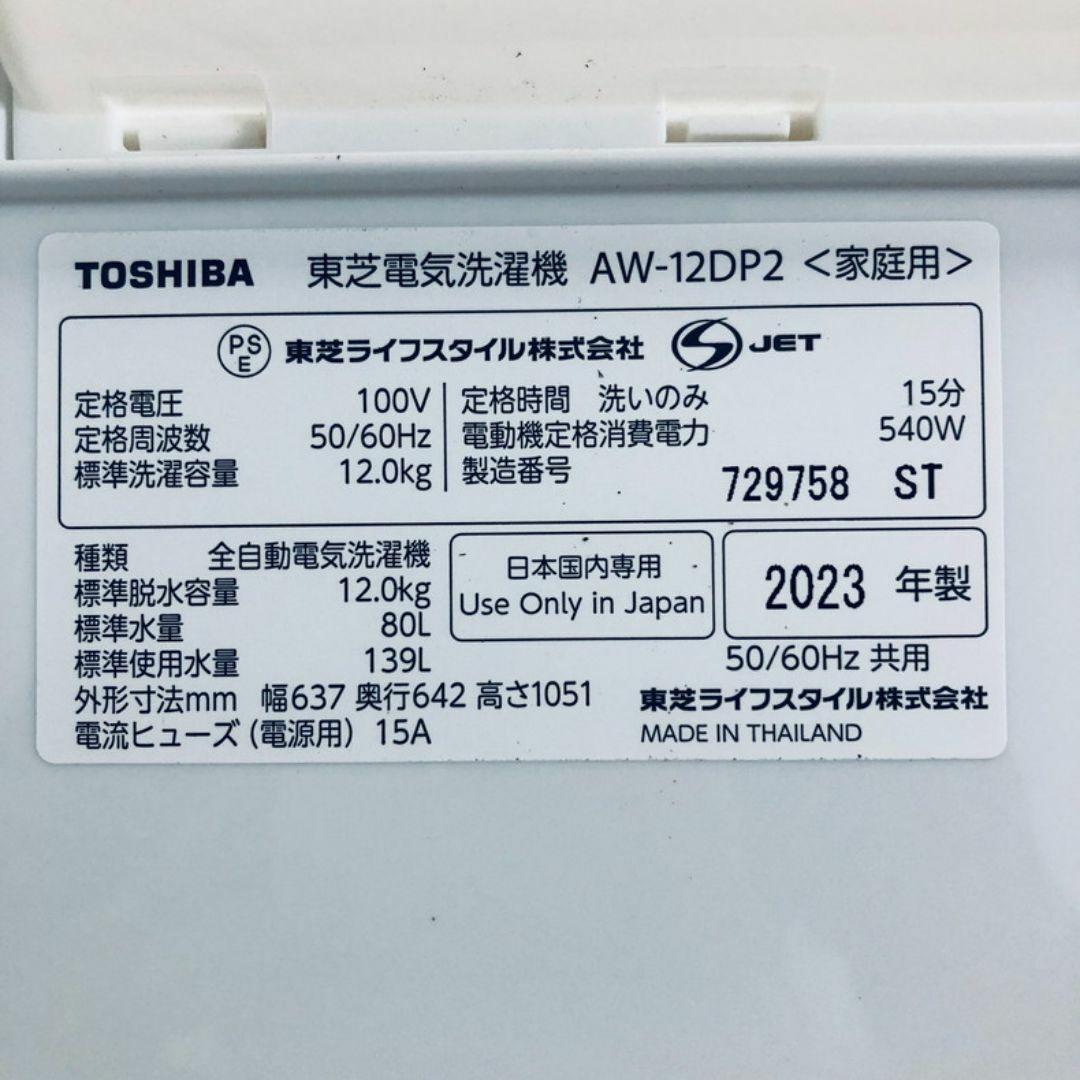 TOSHIBA 東芝電気洗濯機 AW-12DP2 <家庭用>
PSE 東芝ライフスタイル株式会社 S JET
定格電圧 100V
定格周波数 50/60Hz
標準洗濯容量 12.0kg
定格時間 洗いのみ 15分
電動機定格消費電力 540W
製造番号 729758 ST
種類 全自動電気洗濯機
標準脱水容量 12.0kg
標準水量 80L
標準使用水量 139L
外形寸法mm 幅637 奥行642 高さ1051
電流ヒューズ (電源用) 15A
日本国内専用
Use Only in Japan
2023 年製
50/60Hz 共用
東芝ライフスタイル株式会社
MADE IN THAILAND